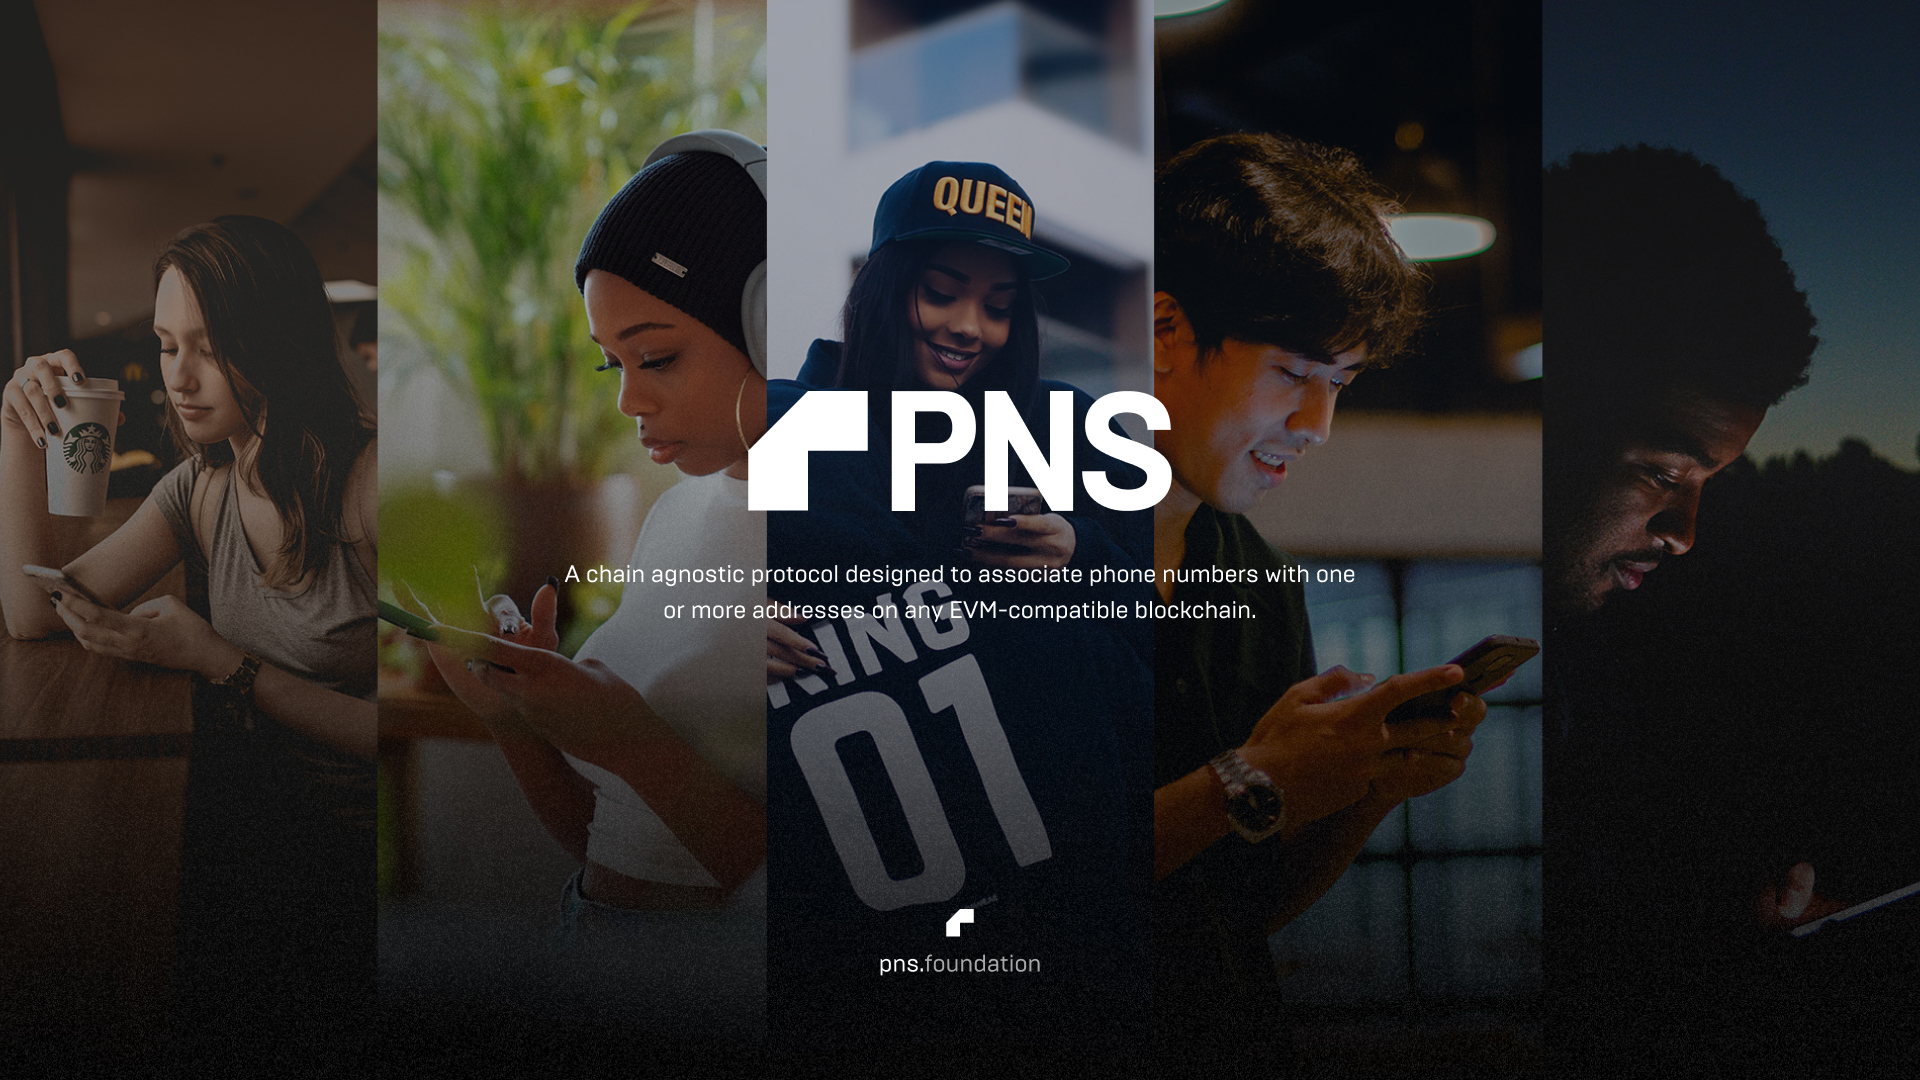 QUEEN
PNS
A chain agnostic protocol designed to associate phone numbers with one
or more addresses on any EVM-compatible blockchain.
KING
01
pns.foundation